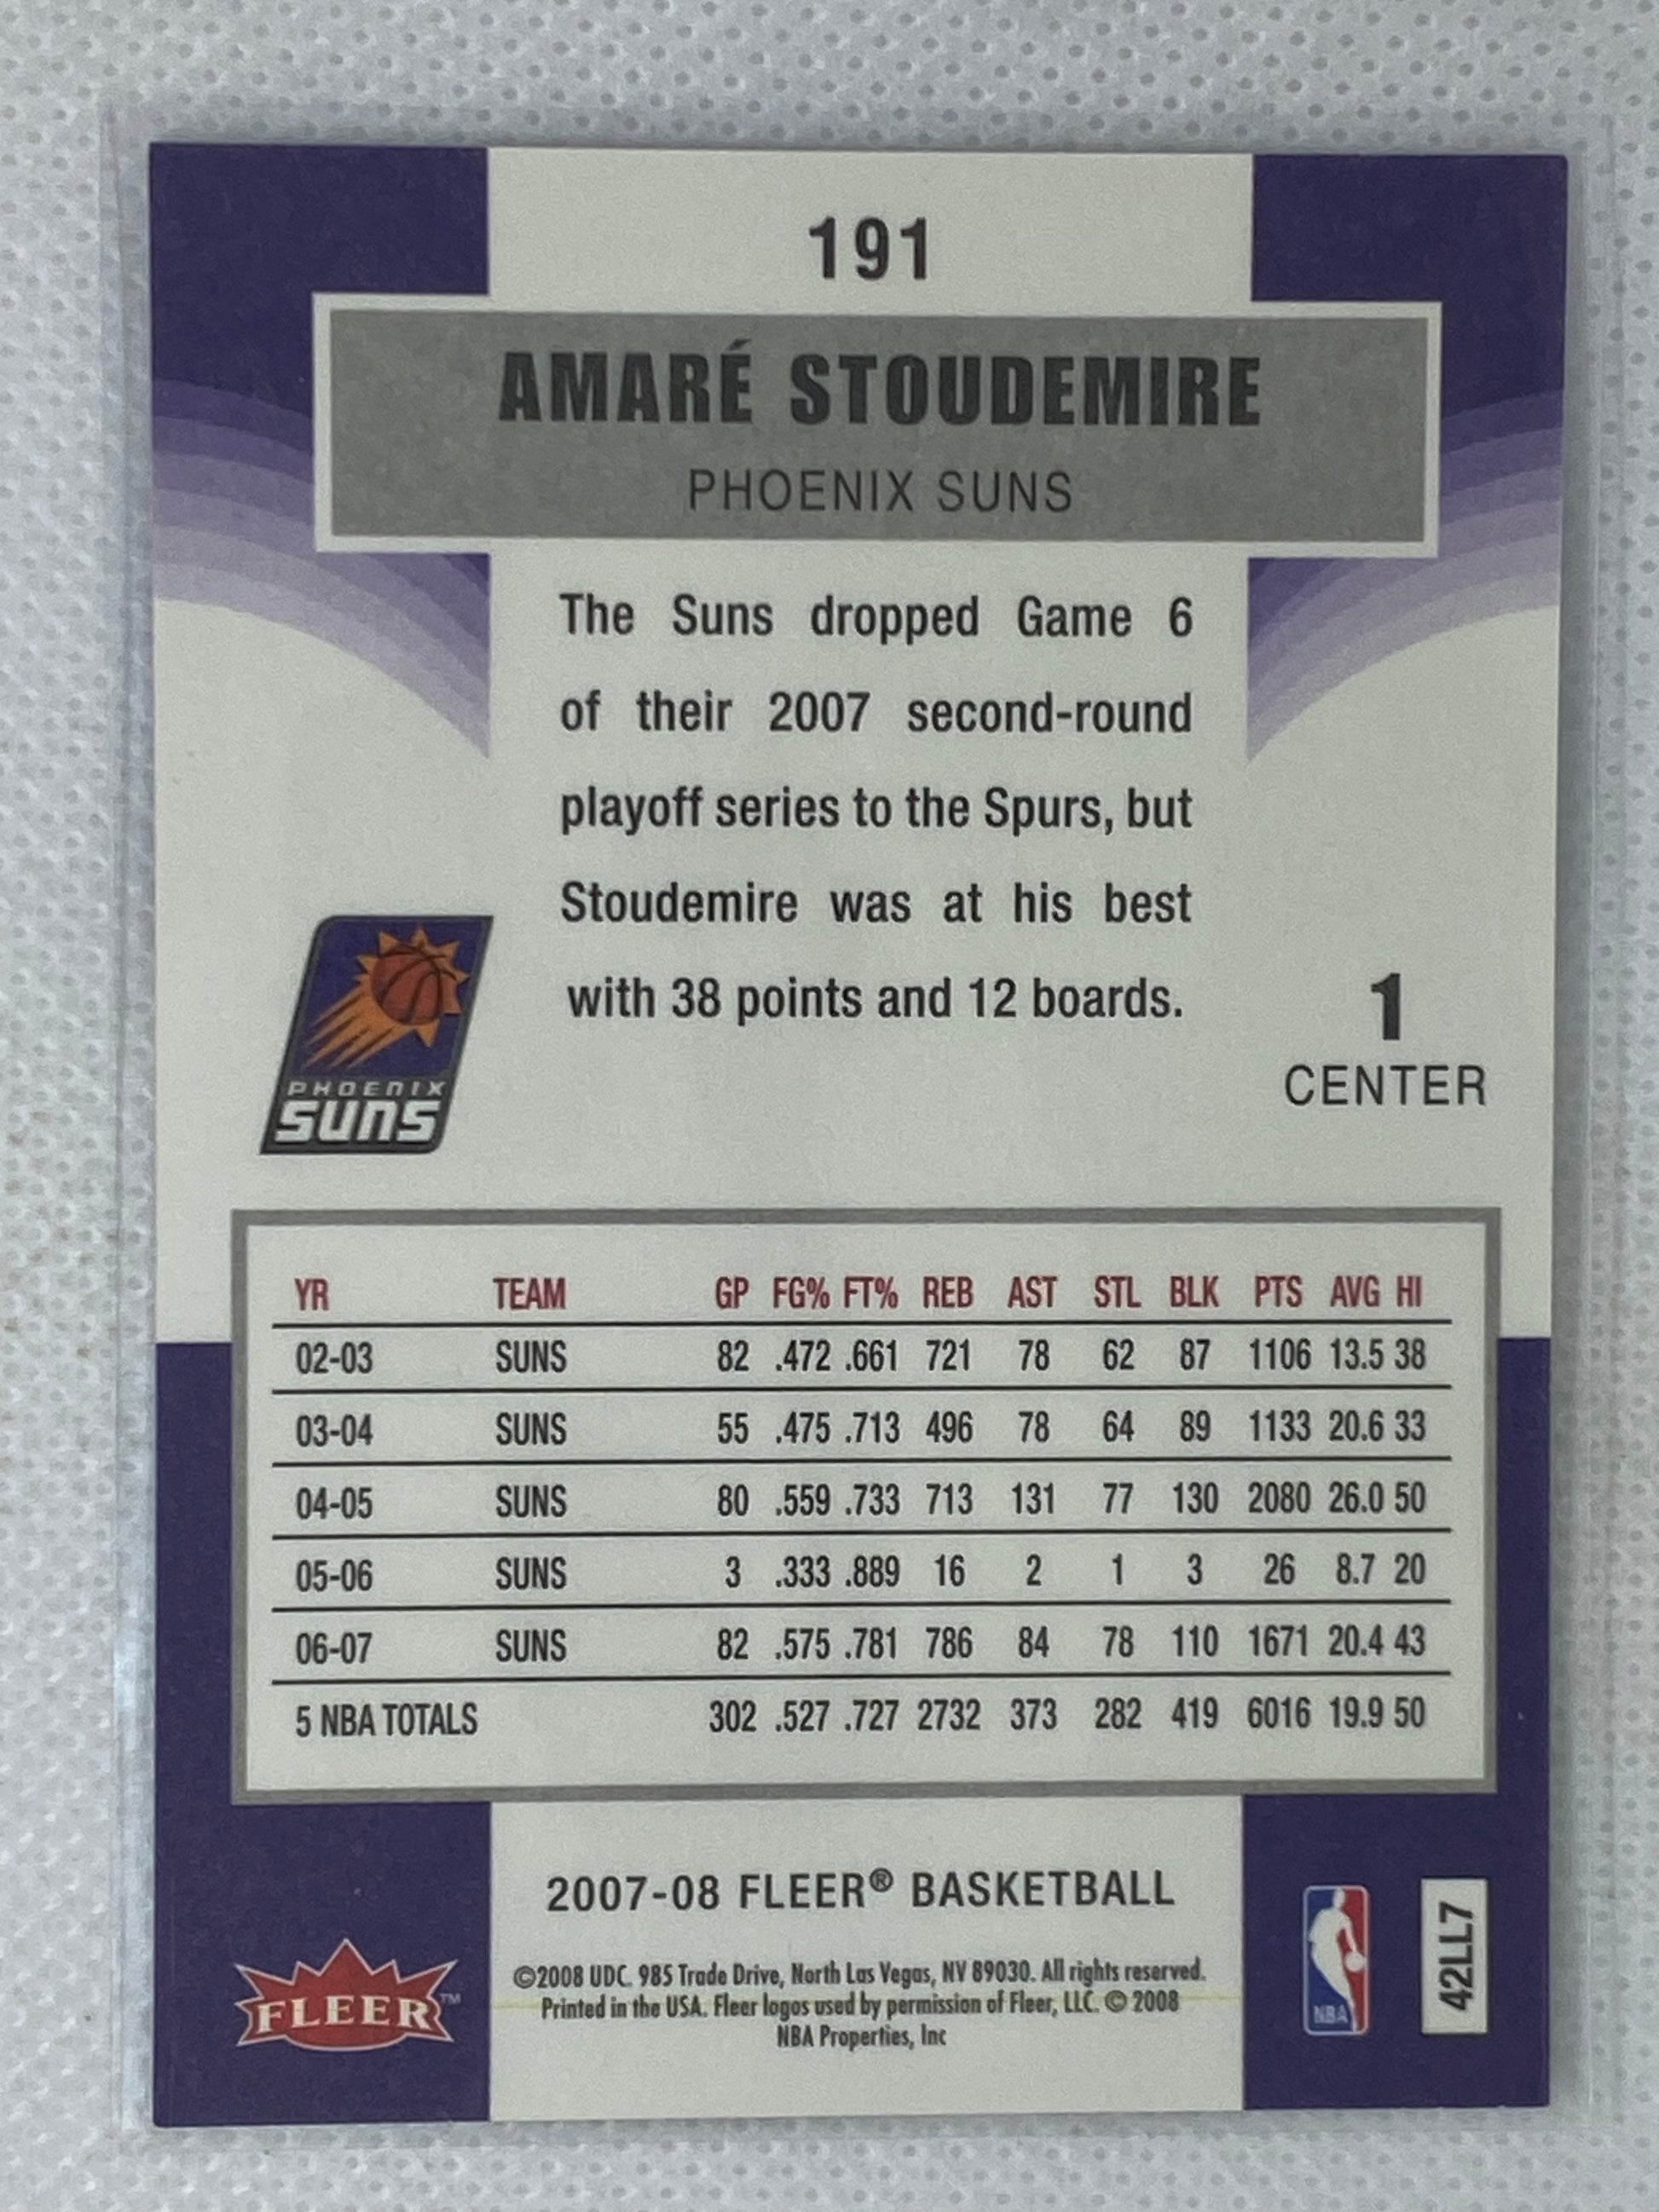 191
AMARÉ STOUDEMIRE
PHOENIX SUNS
The Suns dropped Game 6
of their 2007 second-round
playoff series to the Spurs, but
Stoudemire was at his best
with 38 points and 12 boards.
PHOENIX
SUNS
1
CENTER
YR TEAM GP FG% FT% REB AST STL BLK PTS AVG HI
02-03 SUNS 82 .472 .661 721 78 62 87 1106 13.5 38
03-04 SUNS 55 .475 .713 496 78 64 89 1133 20.6 33
04-05 SUNS 80 .559 .733 713 131 77 130 2080 26.0 50
05-06 SUNS 3 .333 .889 16 2 1 3 26 8.7 20
06-07 SUNS 82 .575 .781 786 84 78 110 1671 20.4 43
5 NBA TOTALS 302 .527 .727 2732 373 282 419 6016 19.9 50
2007-08 FLEER® BASKETBALL
©2008 UDC. 985 Trade Drive, North Las Vegas, NV 89030. All rights reserved.
Printed in the USA. Fleer logos used by permission of Fleer, LLC. © 2008
NBA Properties, Inc
FLEER™
NBA
42LL7